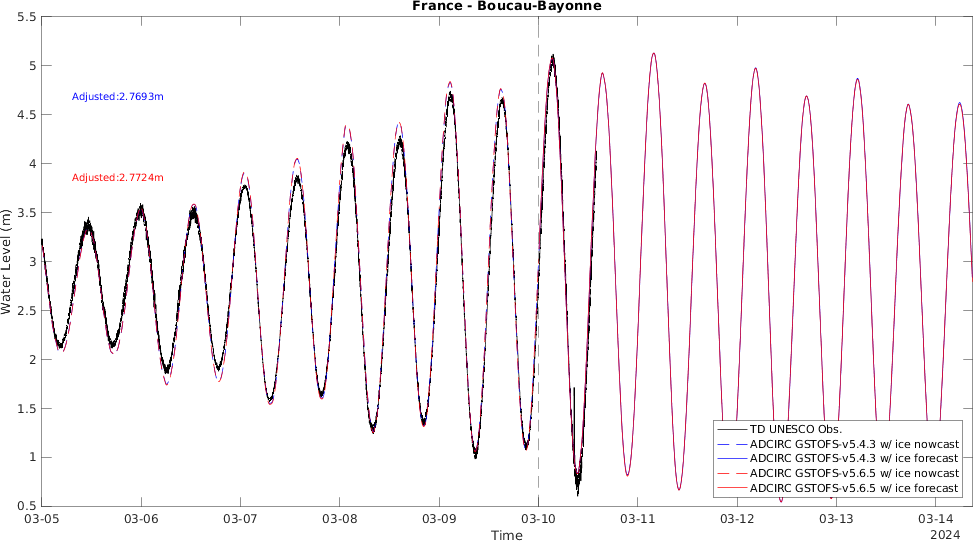 France - Boucau-Bayonne
5.5
5
4.5
4
3.5
3
2.5
2
1.5
1
0.5
Water Level (m)
Adjusted:2.7693m
Adjusted:2.7724m
TD UNESCO Obs.
ADCIRC GSTOFS-v5.4.3 w/ ice nowcast
ADCIRC GSTOFS-v5.4.3 w/ ice forecast
ADCIRC GSTOFS-v5.6.5 w/ ice nowcast
ADCIRC GSTOFS-v5.6.5 w/ ice forecast
03-05 03-06 03-07 03-08 03-09 03-10 03-11 03-12 03-13 03-14
Time
2024